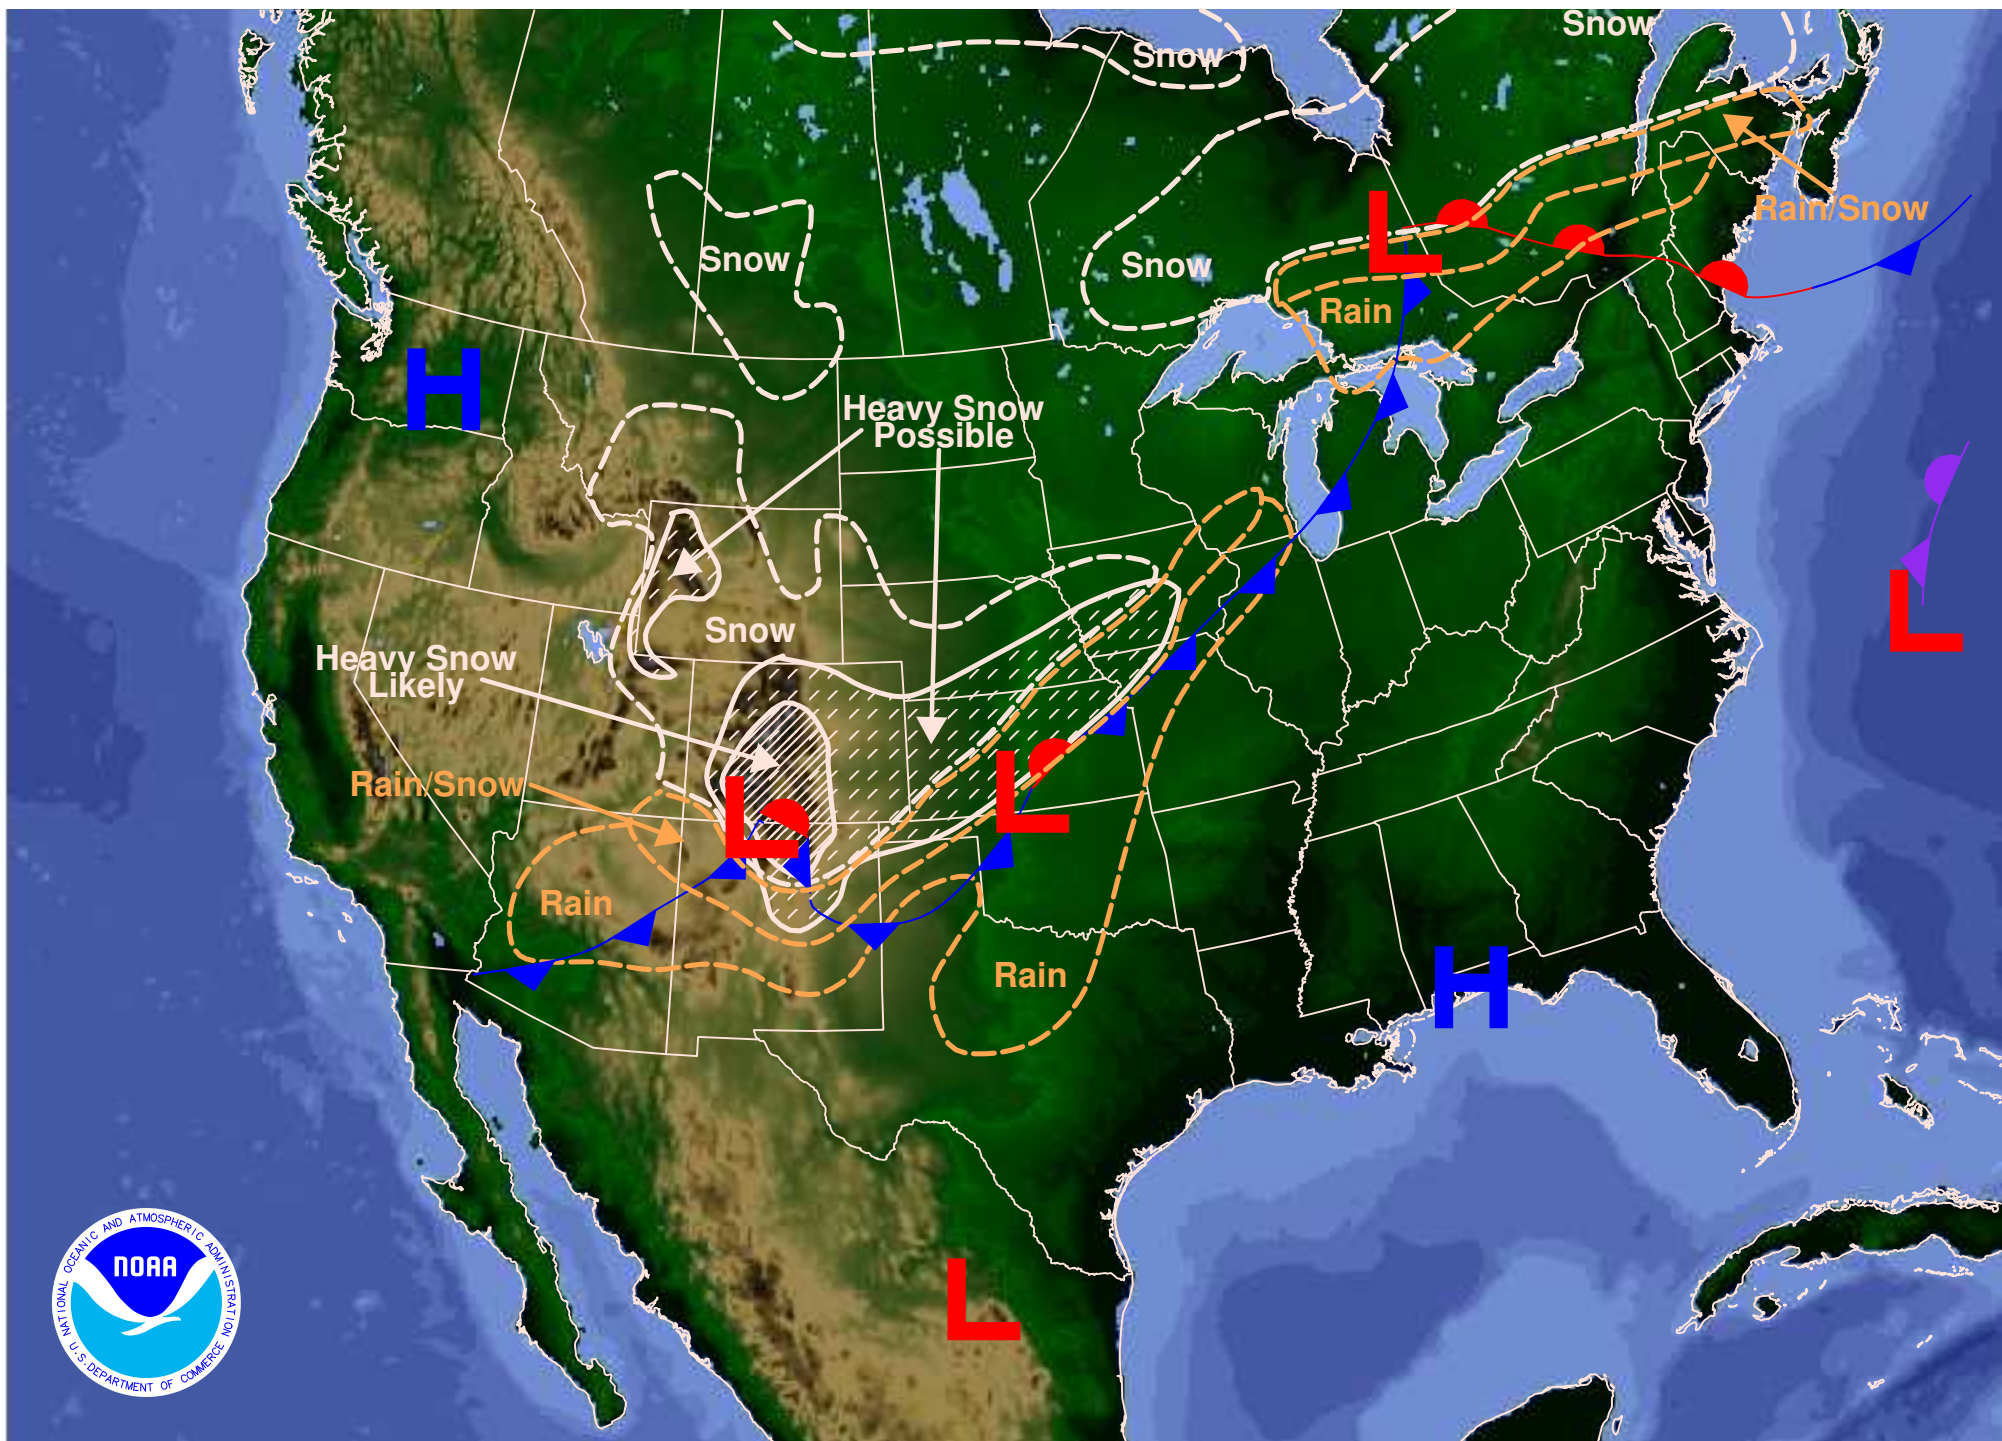 Snow
Snow
Rain/Snow
Snow
Snow
Rain
Heavy Snow
Possible
Snow
Heavy Snow
Likely
Rain/Snow
Rain
Rain
H
L
L
L
L
H
L
NATIONAL OCEANIC AND ATMOSPHERIC ADMINISTRATION
NOAA
U.S. DEPARTMENT OF COMMERCE